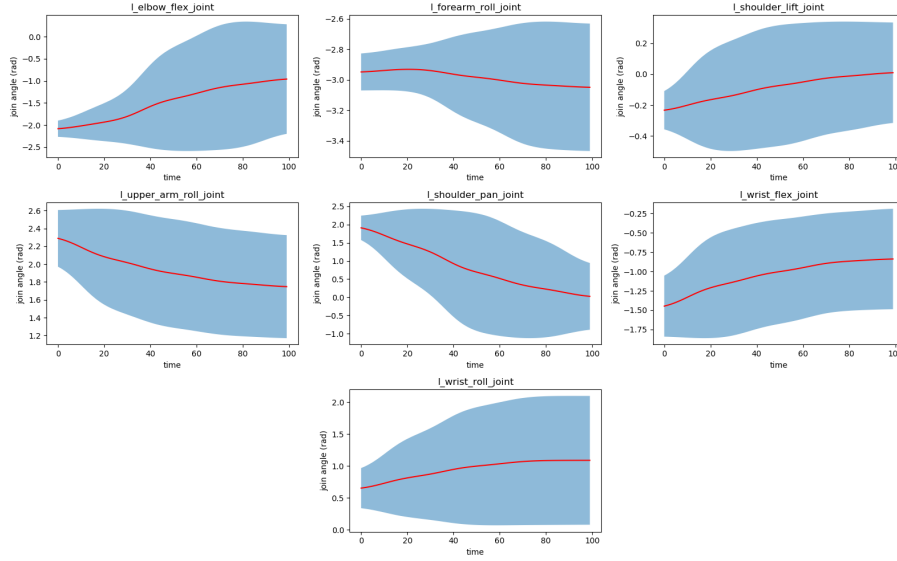 l_elbow_flex_joint
join angle (rad)
0.0
−0.5
−1.0
−1.5
−2.0
−2.5
0 20 40 60 80 100
time
l_forearm_roll_joint
join angle (rad)
−2.6
−2.8
−3.0
−3.2
−3.4
0 20 40 60 80 100
time
l_shoulder_lift_joint
join angle (rad)
0.2
0.0
−0.2
−0.4
0 20 40 60 80
time
l_upper_arm_roll_joint
join angle (rad)
2.6
2.4
2.2
2.0
1.8
1.6
1.4
1.2
0 20 40 60 80 100
time
l_shoulder_pan_joint
join angle (rad)
2.5
2.0
1.5
1.0
0.5
0.0
−0.5
−1.0
0 20 40 60 80 100
time
l_wrist_flex_joint
join angle (rad)
−0.25
−0.50
−0.75
−1.00
−1.25
−1.50
−1.75
0 20 40 60 80
time
l_wrist_roll_joint
join angle (rad)
2.0
1.5
1.0
0.5
0.0
0 20 40 60 80 100
time